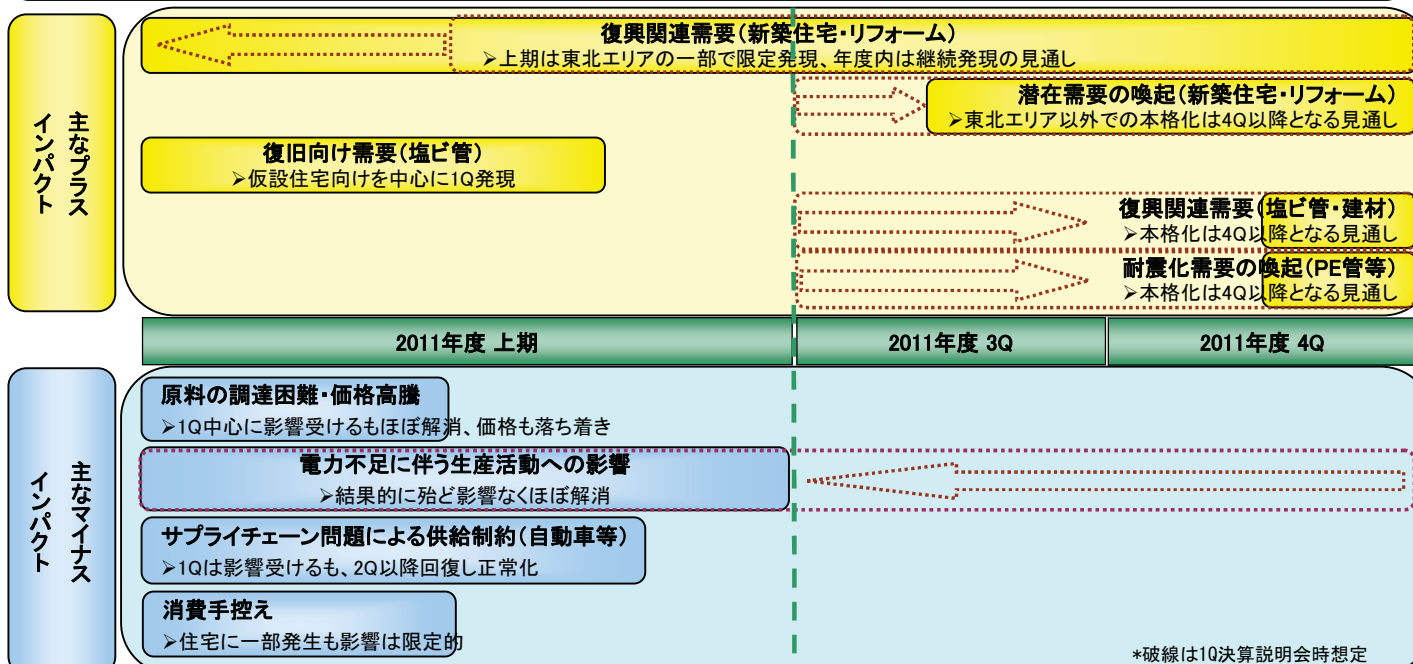 主なプラス
インパクト
復興関連需要（新築住宅・リフォーム）
➢上期は東北エリアの一部で限定発現、年度内は継続発現の見通し
潜在需要の喚起（新築住宅・リフォーム）
➢東北エリア以外での本格化は4Q以降となる見通し
復旧向け需要（塩ビ管）
➢仮設住宅向けを中心に1Q発現
復興関連需要（塩ビ管・建材）
➢本格化は4Q以降となる見通し
耐震化需要の喚起（PE管等）
➢本格化は4Q以降となる見通し
2011年度 上期
2011年度 3Q
2011年度 4Q
主なマイナス
インパクト
原料の調達困難・価格高騰
➢1Q中心に影響受けるもほぼ解消、価格も落ち着き
電力不足に伴う生産活動への影響
➢結果的に殆ど影響なくほぼ解消
サプライチェーン問題による供給制約（自動車等）
➢1Qは影響受けるも、2Q以降回復し正常化
消費手控え
➢住宅に一部発生も影響は限定的
*破線は1Q決算説明会時想定